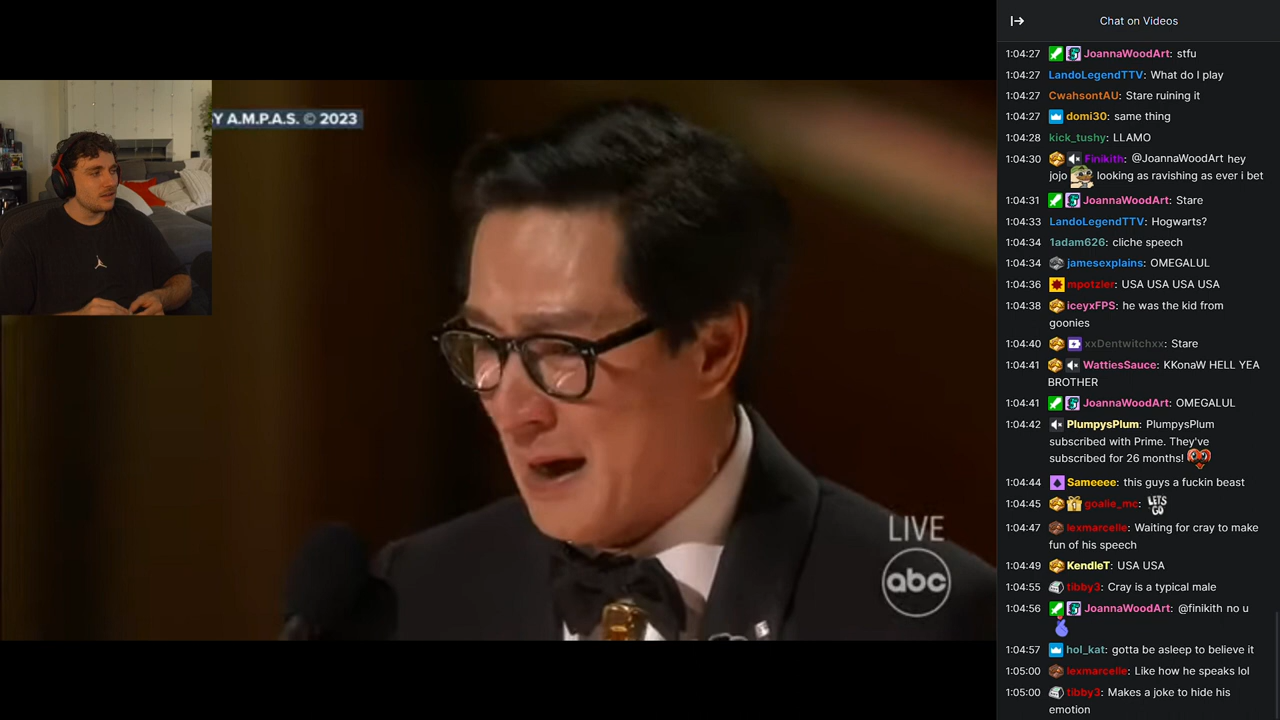 Y A.M.P.A.S. © 2023
LIVE
abc
Chat on Videos
1:04:27 JoannaWoodArt: stfu
1:04:27 LandoLegendTTV: What do I play
1:04:27 CwahsontAU: Stare ruining it
1:04:27 domi30: same thing
1:04:28 kick_tushy: LLAMO
1:04:30 Finikith: @JoannaWoodArt hey
jojo looking as ravishing as ever i bet
1:04:31 JoannaWoodArt: Stare
1:04:33 LandoLegendTTV: Hogwarts?
1:04:34 1adam626: cliche speech
1:04:34 jamesexplains: OMEGALUL
1:04:36 mpotzler: USA USA USA USA
1:04:38 iceyxFPS: he was the kid from
goonies
1:04:40 xxDentwitchxx: Stare
1:04:41 WattiesSauce: KKonaW HELL YEA
BROTHER
1:04:41 JoannaWoodArt: OMEGALUL
1:04:42 PlumpysPlum: PlumpysPlum
subscribed with Prime. They've
subscribed for 26 months!
1:04:44 Sameeee: this guys a fuckin beast
1:04:45 goalie_mc: LETS
GO
1:04:47 lexmarcelle: Waiting for cray to make
fun of his speech
1:04:49 KendleT: USA USA
1:04:55 tibby3: Cray is a typical male
1:04:56 JoannaWoodArt: @finikith no u
1:04:57 hol_kat: gotta be asleep to believe it
1:05:00 lexmarcelle: Like how he speaks lol
1:05:00 tibby3: Makes a joke to hide his
emotion